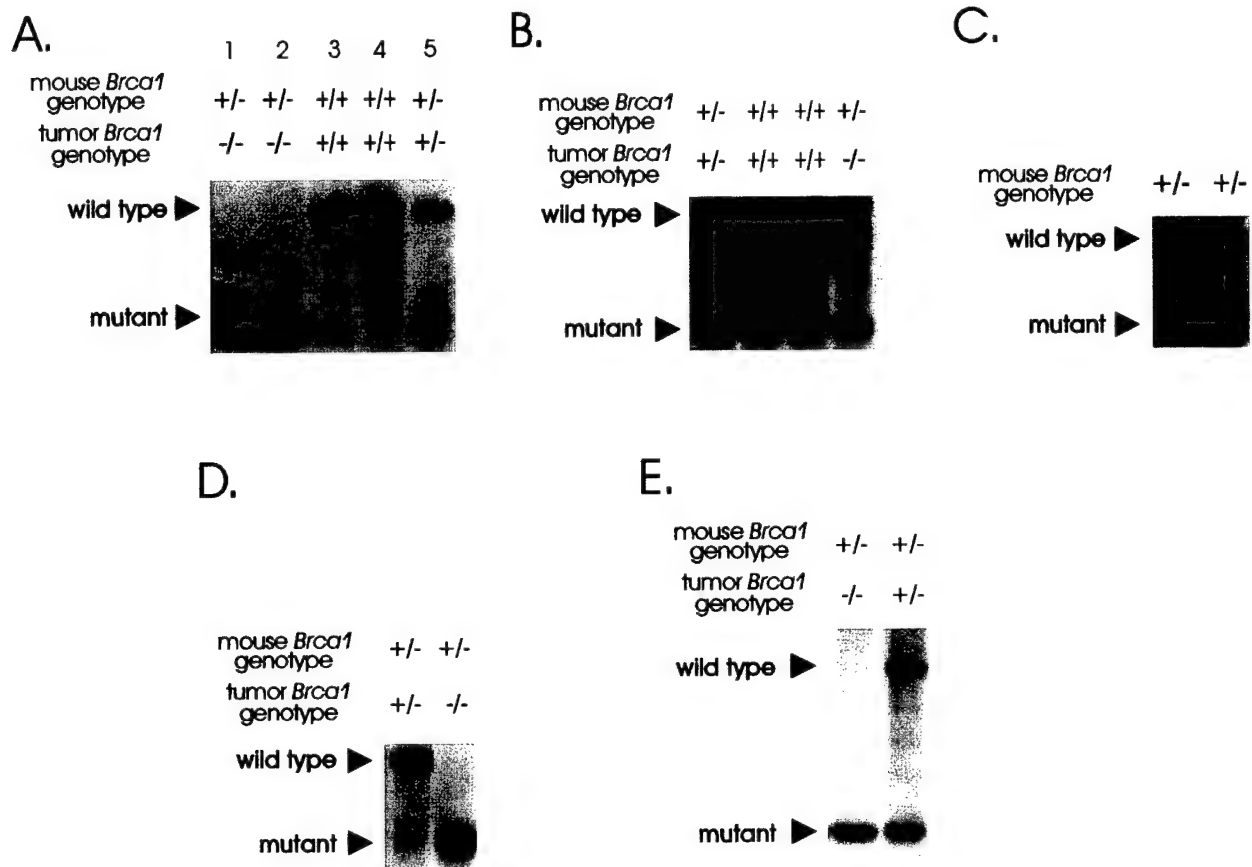 A.
1 2 3 4 5
mouse Brca1
genotype
+/- +/- +/+ +/+ +/-
tumor Brca1
genotype
-/- -/- +/+ +/+ +/-
wild type
mutant
B.
mouse Brca1
genotype
+/- +/+ +/+ +/-
tumor Brca1
genotype
+/- +/+ +/+ -/-
wild type
mutant
C.
mouse Brca1
genotype
+/- +/-
wild type
mutant
D.
mouse Brca1
genotype
+/- +/-
tumor Brca1
genotype
+/- -/-
wild type
mutant
E.
mouse Brca1
genotype
+/- +/-
tumor Brca1
genotype
-/- +/-
wild type
mutant